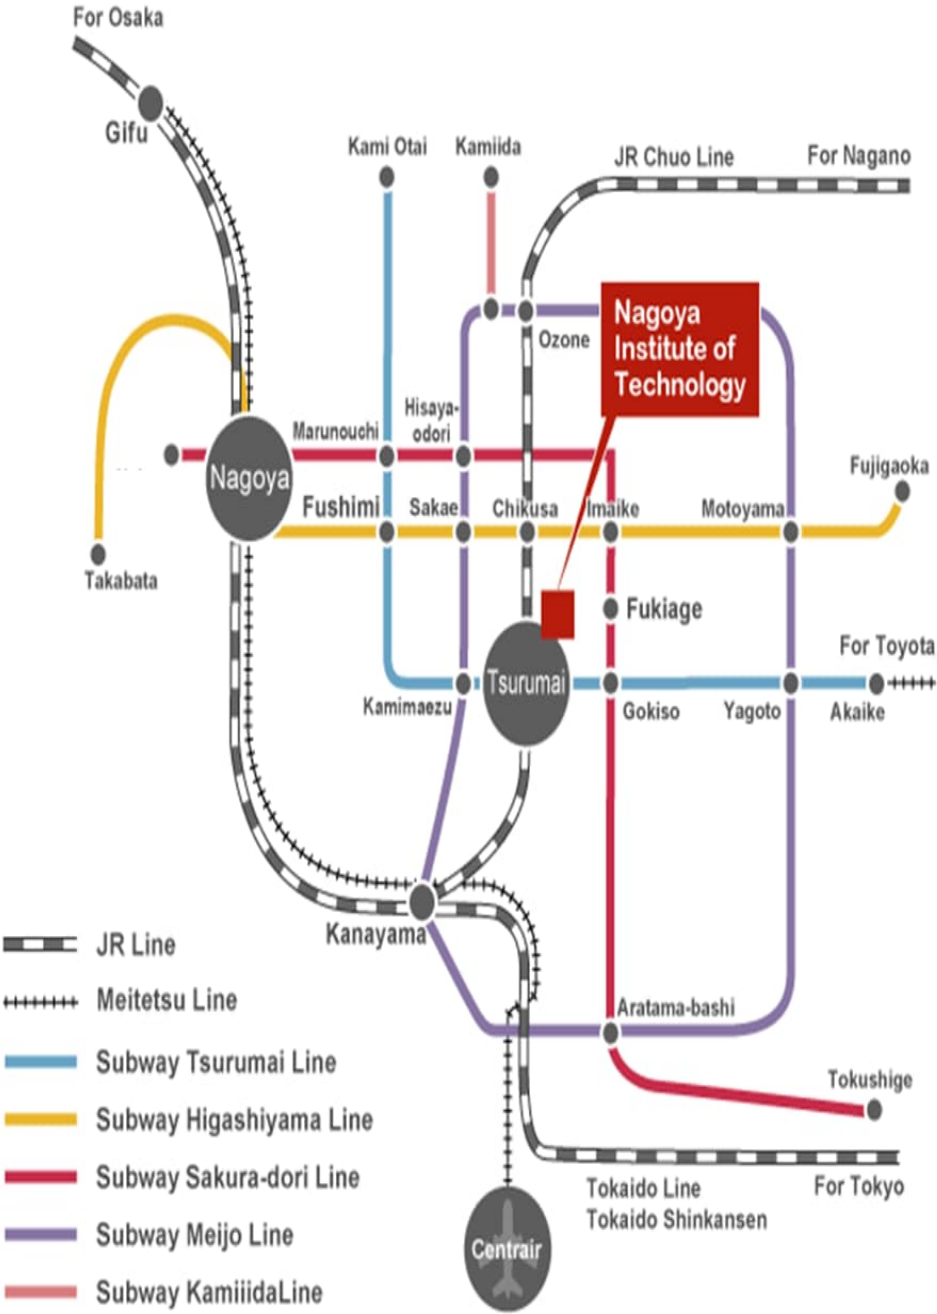 For Osaka
Gifu
Kami Otai
Kamiida
JR Chuo Line
For Nagano
Nagoya
Institute of
Technology
Ozone
Hisaya-
odori
Marunouchi
Nagoya
Fushimi
Sakae
Chikusa
Imaike
Motoyama
Fujigaoka
Takabata
Fukiage
For Toyota
Tsurumai
Kamimaezu
Gokiso
Yagoto
Akaike
Kanayama
Aratama-bashi
Tokushige
JR Line
Meitetsu Line
Subway Tsurumai Line
Subway Higashiyama Line
Subway Sakura-dori Line
Subway Meijo Line
Subway KamiiidaLine
Tokaido Line
Tokaido Shinkansen
For Tokyo
Centrair